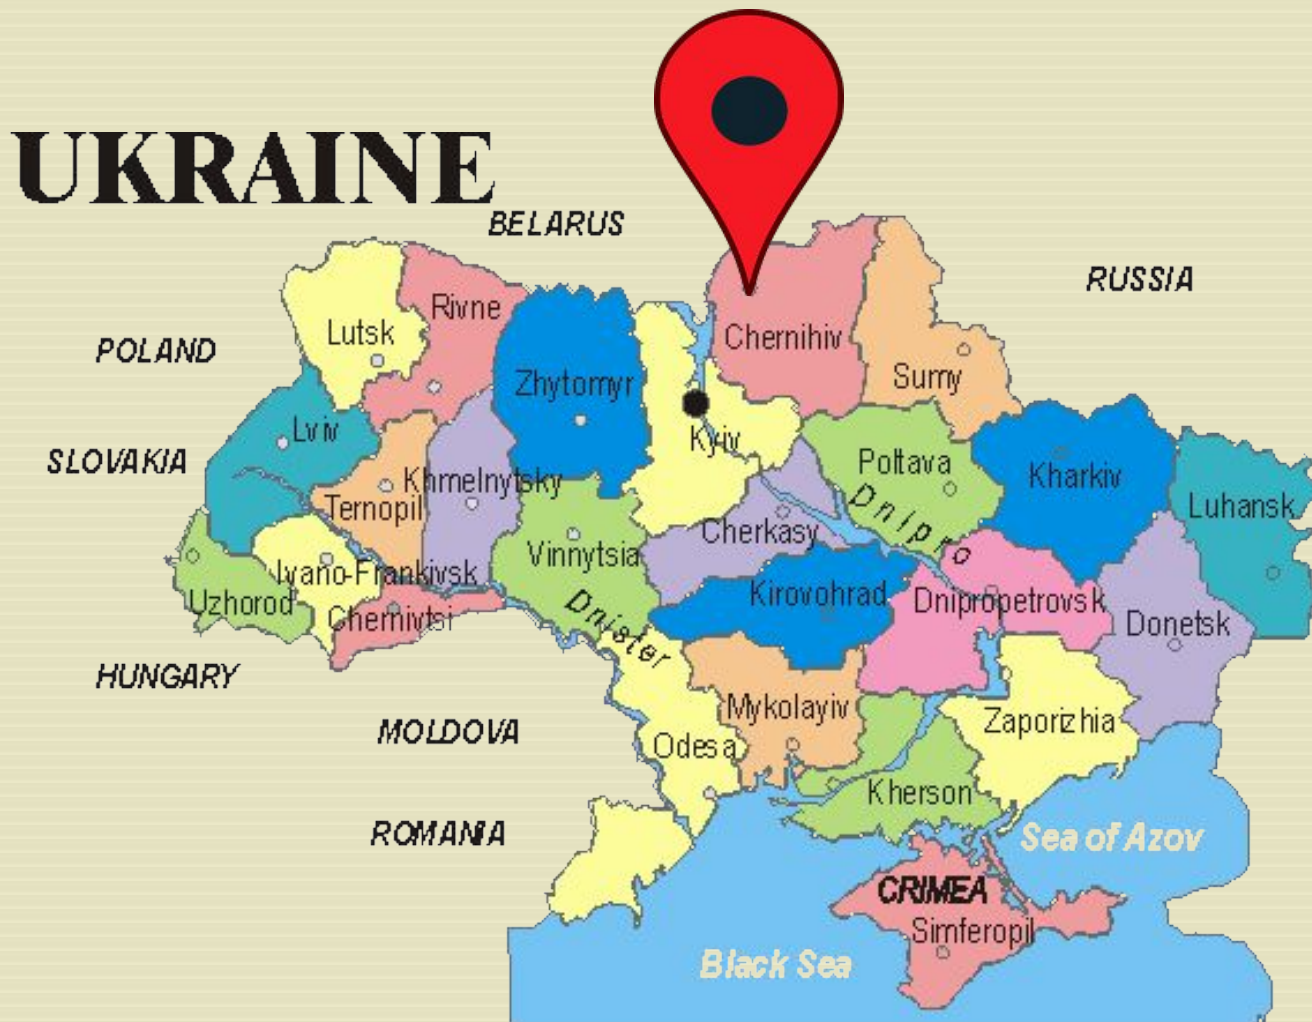 UKRAINE
BELARUS
RUSSIA
Rivne
Lutsk
Chernihiv
POLAND
Sumy
Zhytomyr
Lviv
Kyiv
SLOVAKIA
Poltava
Kharkiv
Khmelnytsky
Ternopil
Luhansk
Dnipro
Cherkasy
Vinnytsia
Ivano-Frankivsk
Kirovohrad
Dnipropetrovsk
Uzhorod
Chernivtsi
Donetsk
Dnister
HUNGARY
Mykolayiv
Zaporizhia
MOLDOVA
Odesa
Kherson
ROMANIA
Sea of Azov
CRIMEA
Simferopil
Black Sea